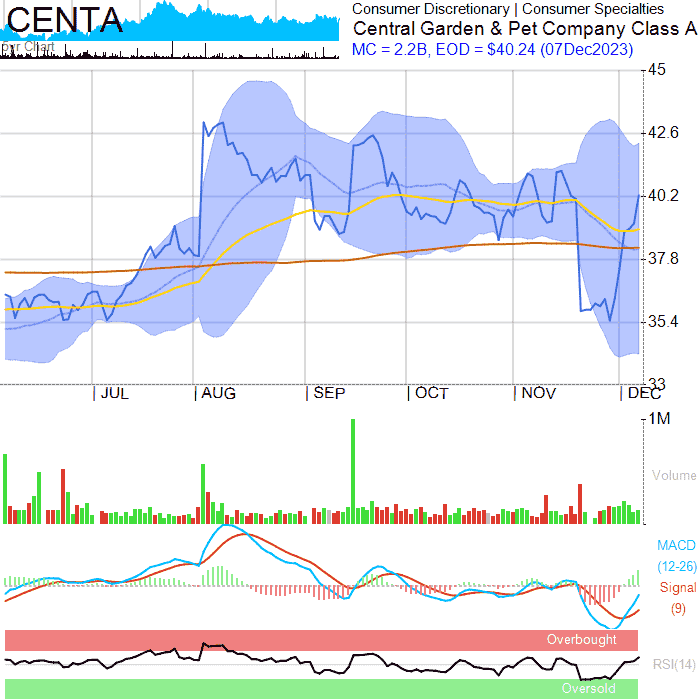 CENTA
5yr Chart
Consumer Discretionary | Consumer Specialties
Central Garden & Pet Company Class A
MC = 2.2B, EOD = $40.24 (07Dec2023)
45
42.6
40.2
37.8
35.4
33
JUL
AUG
SEP
OCT
NOV
DEC
1M
Volume
MACD
(12-26)
Signal
(9)
Overbought
RSI(14)
Oversold